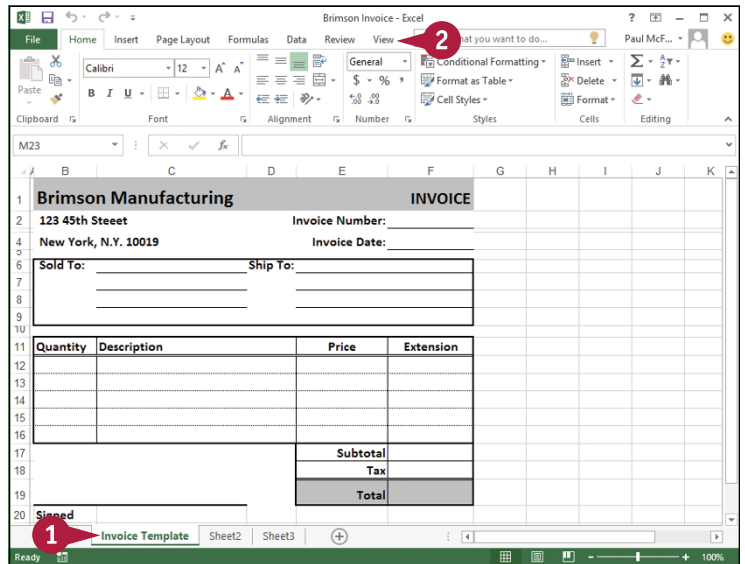 Brimson Invoice - Excel
?
File Home Insert Page Layout Formulas Data Review View 2 at you want to do... Paul McF...
Calibri 12 A A General Conditional Formatting Insert Σ
Paste B I U A $ % , Format as Table Delete
Cell Styles Format
Clipboard Font Alignment Number Styles Cells Editing
M23 fx
A B C D E F G H I J K
1 Brimson Manufacturing INVOICE
2 123 45th Steeet Invoice Number:
4 New York, N.Y. 10019 Invoice Date:
5
6 Sold To: Ship To:
7
8
9
10
11 Quantity Description Price Extension
12
13
14
15
16
17 Subtotal
18 Tax
19 Total
20 Signed
1 Invoice Template Sheet2 Sheet3
Ready 100%